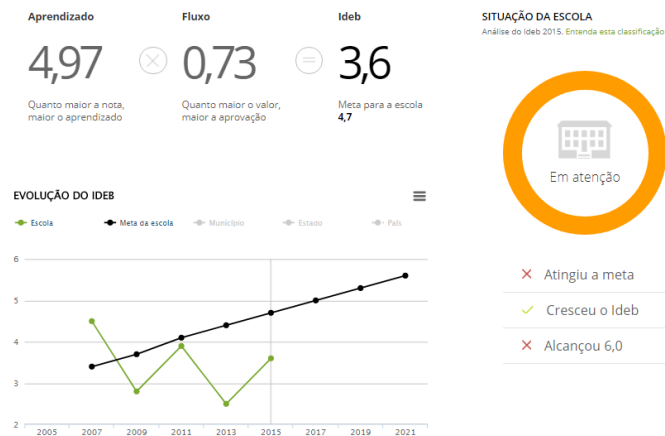 Aprendizado
Fluxo
Ideb
4,97
0,73
3,6
Quanto maior a nota,
maior o aprendizado
Quanto maior o valor,
maior a aprovação
Meta para a escola
4,7
SITUAÇÃO DA ESCOLA
Análise do Ideb 2015. Entenda esta classificação
Em atenção
Atingiu a meta
Cresceu o Ideb
Alcançou 6,0
EVOLUÇÃO DO IDEB
Escola
Meta da escola
Município
Estado
País
6
5
4
3
2
2005 2007 2009 2011 2013 2015 2017 2019 2021